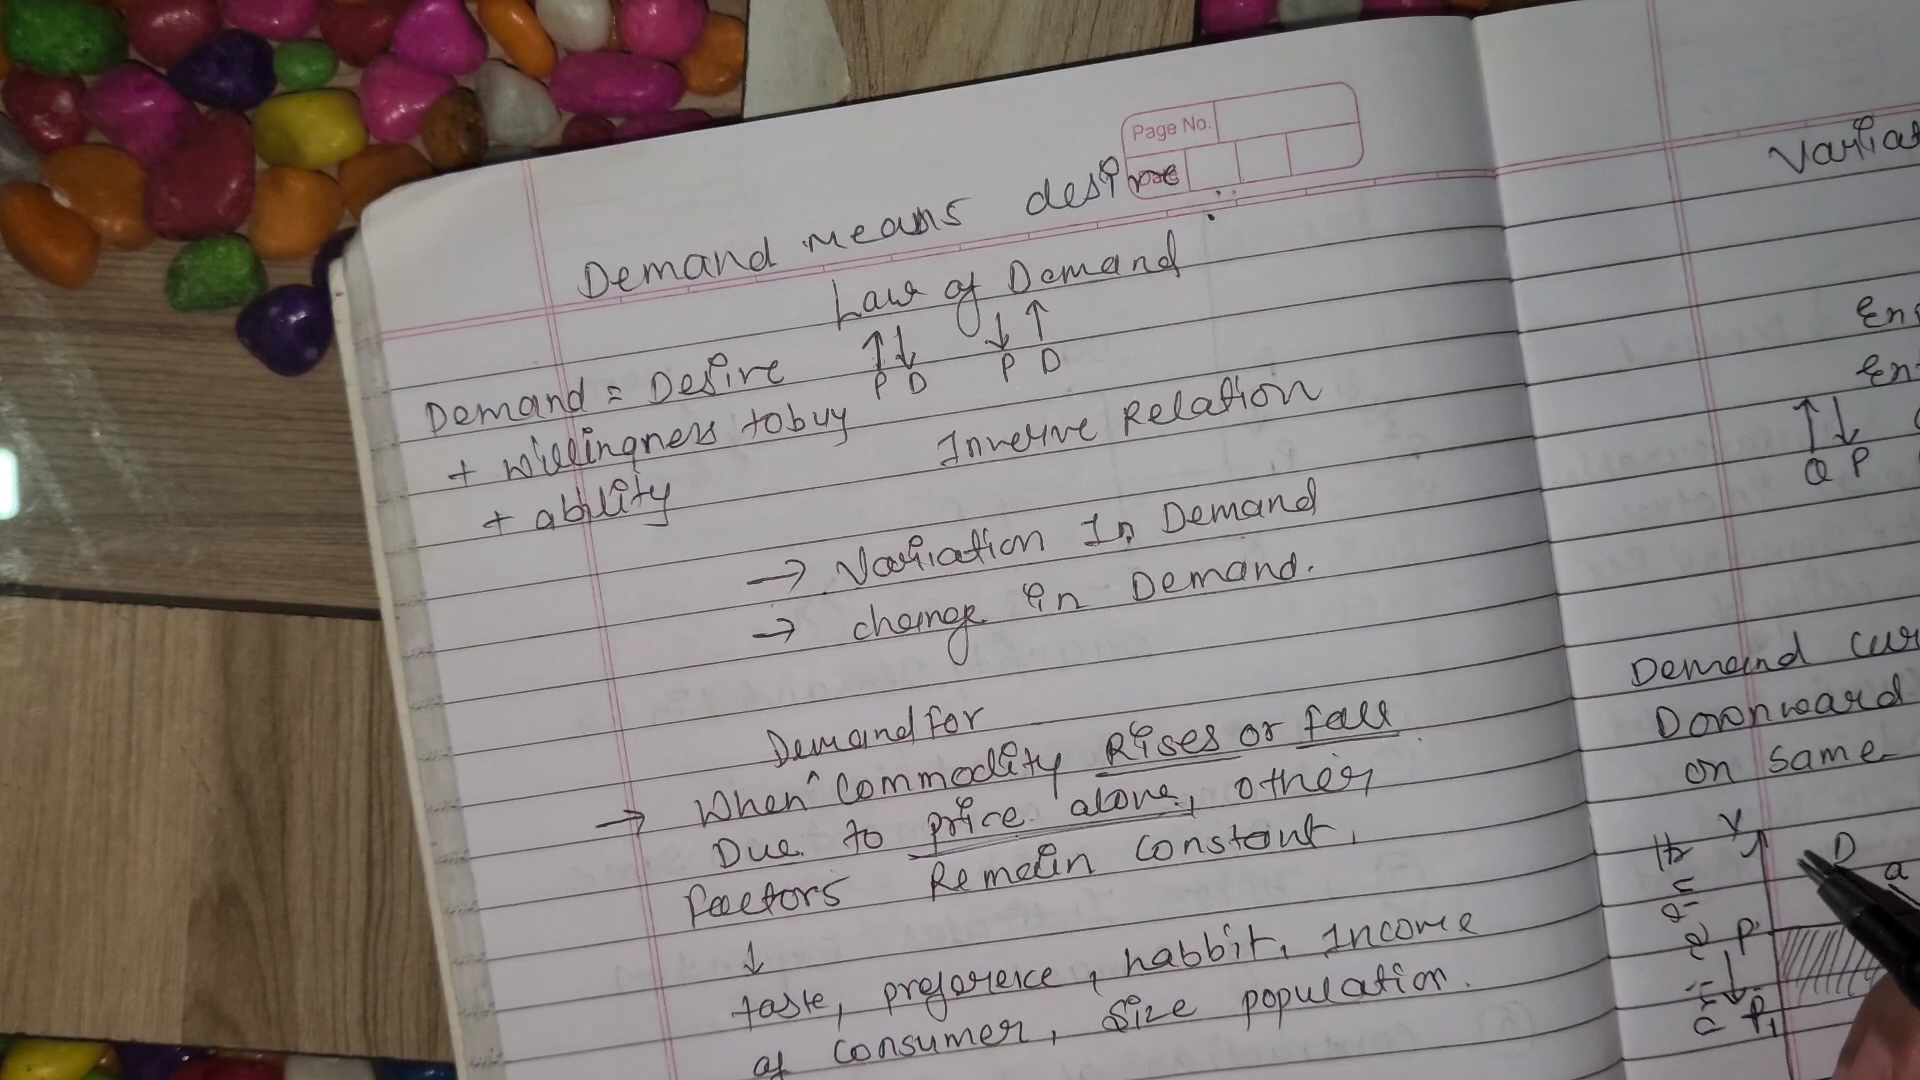 Page No.
Demand means desire
Law of Demand
↑↓ ↓↑
P D P D
Demand = Desire
+ willingness to buy
+ ability
Inverse Relation
→ Variation In Demand
→ change in Demand.
Demand for
→ When ^ Commodity Rises or fall
Due to price alone, other
factors Remain Constant.
↓
taste, preference, habbit, Income
of consumer, Size population.
↑↓
Q P
Demand
Downward
on same
Y
D
a
P
P1